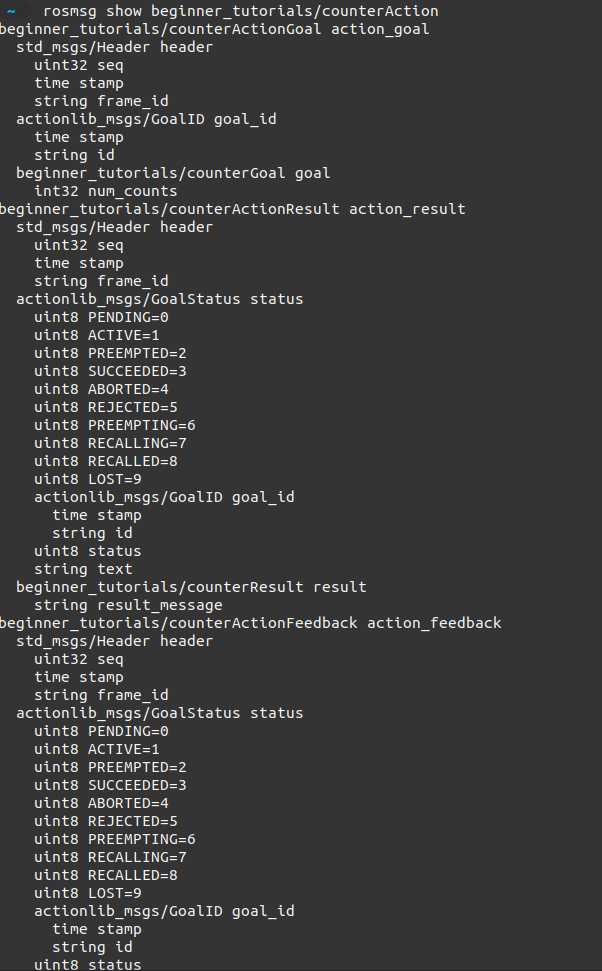 ~ rosmsg show beginner_tutorials/counterAction
beginner_tutorials/counterActionGoal action_goal
  std_msgs/Header header
    uint32 seq
    time stamp
    string frame_id
  actionlib_msgs/GoalID goal_id
    time stamp
    string id
  beginner_tutorials/counterGoal goal
    int32 num_counts
beginner_tutorials/counterActionResult action_result
  std_msgs/Header header
    uint32 seq
    time stamp
    string frame_id
  actionlib_msgs/GoalStatus status
    uint8 PENDING=0
    uint8 ACTIVE=1
    uint8 PREEMPTED=2
    uint8 SUCCEEDED=3
    uint8 ABORTED=4
    uint8 REJECTED=5
    uint8 PREEMPTING=6
    uint8 RECALLING=7
    uint8 RECALLED=8
    uint8 LOST=9
    actionlib_msgs/GoalID goal_id
      time stamp
      string id
    uint8 status
    string text
  beginner_tutorials/counterResult result
    string result_message
beginner_tutorials/counterActionFeedback action_feedback
  std_msgs/Header header
    uint32 seq
    time stamp
    string frame_id
  actionlib_msgs/GoalStatus status
    uint8 PENDING=0
    uint8 ACTIVE=1
    uint8 PREEMPTED=2
    uint8 SUCCEEDED=3
    uint8 ABORTED=4
    uint8 REJECTED=5
    uint8 PREEMPTING=6
    uint8 RECALLING=7
    uint8 RECALLED=8
    uint8 LOST=9
    actionlib_msgs/GoalID goal_id
      time stamp
      string id
    uint8 status